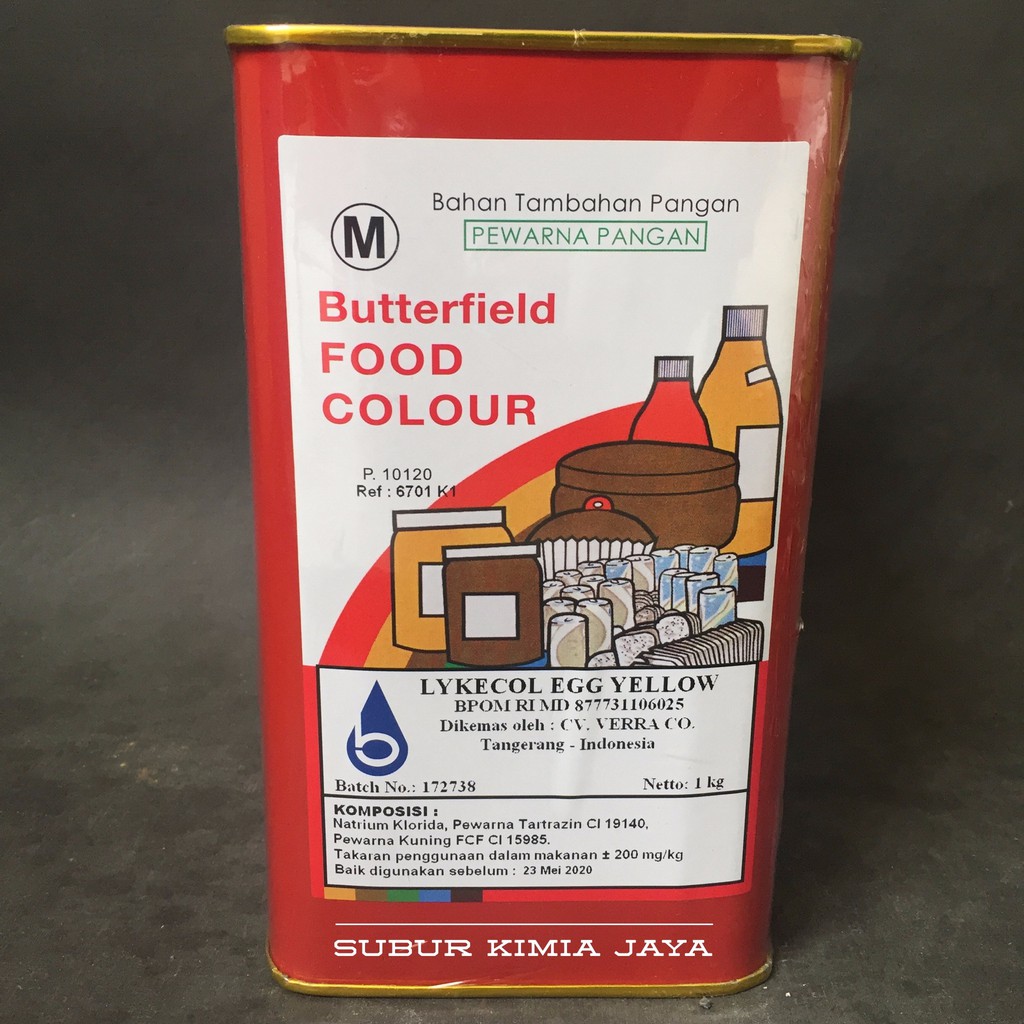 Bahan Tambahan Pangan
PEWARNA PANGAN
M
Butterfield
FOOD
COLOUR
P. 10120
Ref : 6701 K1
LYKECOL EGG YELLOW
BPOM RI MD 877731106025
Dikemas oleh : CV. VERRA CO.
Tangerang - Indonesia
Batch No.: 172738 Netto: 1 kg
KOMPOSISI :
Natrium Klorida, Pewarna Tartrazin CI 19140,
Pewarna Kuning FCF CI 15985.
Takaran penggunaan dalam makanan ± 200 mg/kg
Baik digunakan sebelum : 23 Mei 2020
SUBUR KIMIA JAYA